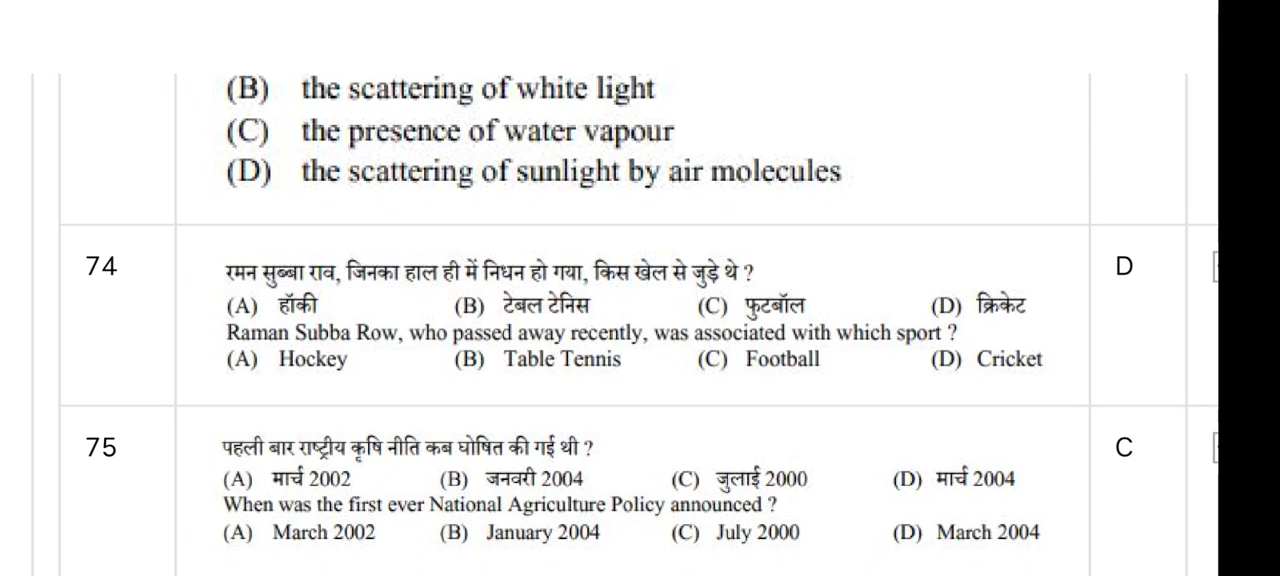 (B) the scattering of white light
(C) the presence of water vapour
(D) the scattering of sunlight by air molecules
74 रमन सुब्बा राव, जिनका हाल ही में निधन हो गया, किस खेल से जुड़े थे ? D
(A) हॉकी (B) टेबल टेनिस (C) फुटबॉल (D) क्रिकेट
Raman Subba Row, who passed away recently, was associated with which sport ?
(A) Hockey (B) Table Tennis (C) Football (D) Cricket
75 पहली बार राष्ट्रीय कृषि नीति कब घोषित की गई थी ? C
(A) मार्च 2002 (B) जनवरी 2004 (C) जुलाई 2000 (D) मार्च 2004
When was the first ever National Agriculture Policy announced ?
(A) March 2002 (B) January 2004 (C) July 2000 (D) March 2004